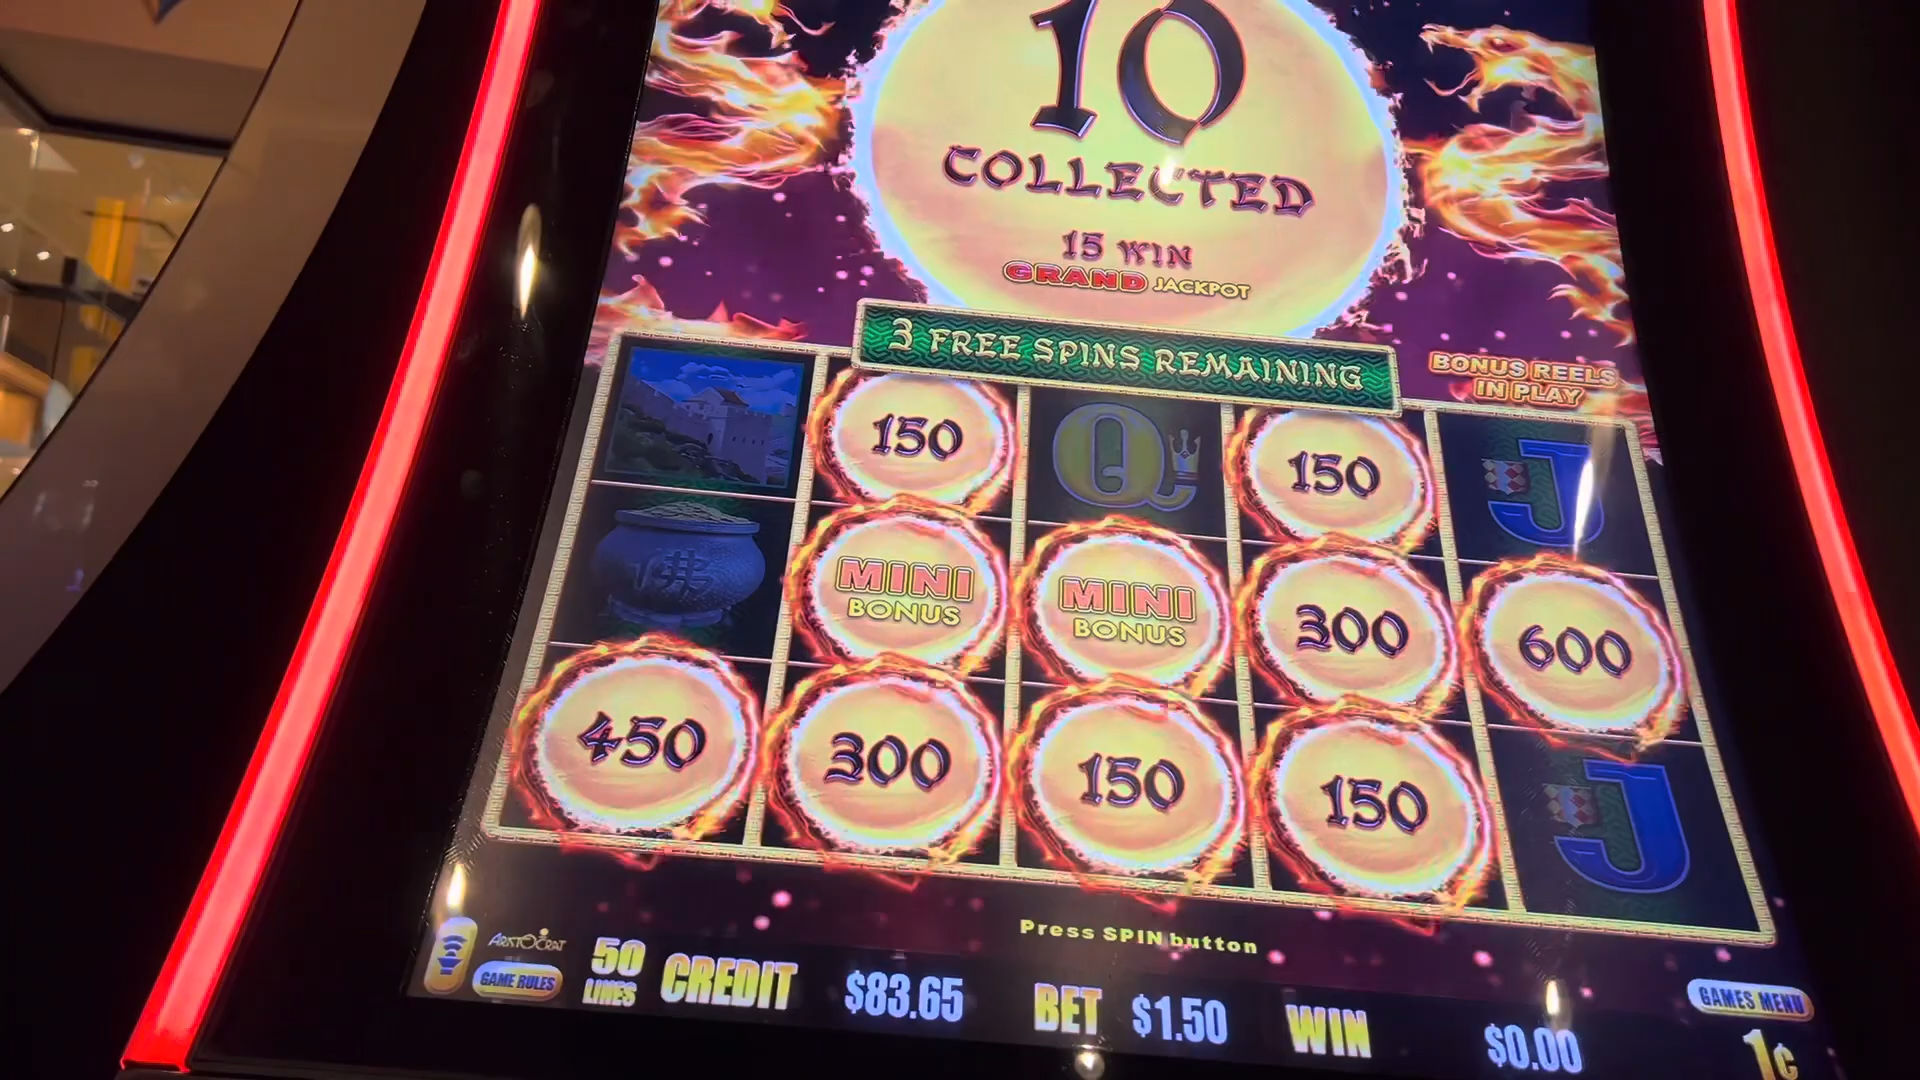 10
COLLECTED
15 WIN
GRAND JACKPOT
3 FREE SPINS REMAINING
BONUS REELS
IN PLAY
150
Q
150
J
弗
MINI
BONUS
MINI
BONUS
300
600
450
300
150
150
J
Press SPIN button
ARISTOCRAT
GAME RULES
50
LINES
CREDIT $83.65
BET $1.50
WIN $0.00
GAMES MENU
1¢